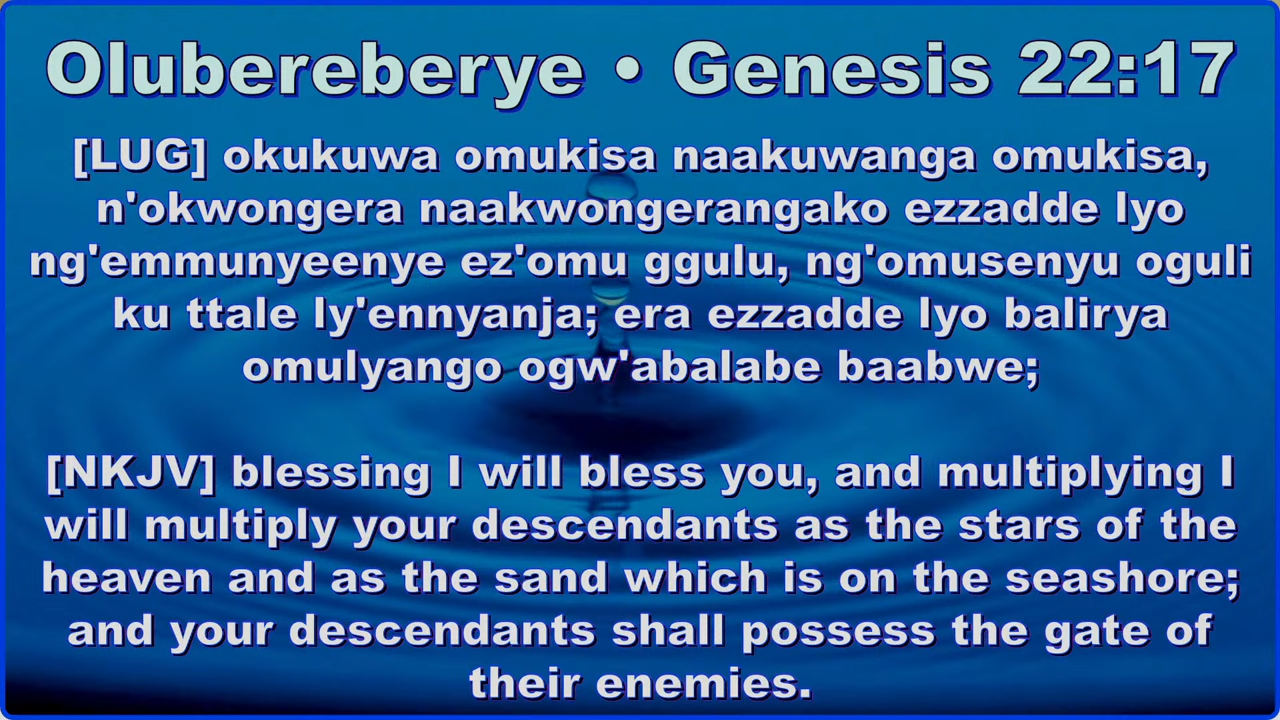 Olubereberye • Genesis 22:17
[LUG] okukuwa omukisa naakuwanga omukisa,
n'okwongera naakwongerangako ezzadde lyo
ng'emmunyeenye ez'omu ggulu, ng'omusenyu oguli
ku ttale ly'ennyanja; era ezzadde lyo balirya
omulyango ogw'abalabe baabwe;
[NKJV] blessing I will bless you, and multiplying I
will multiply your descendants as the stars of the
heaven and as the sand which is on the seashore;
and your descendants shall possess the gate of
their enemies.